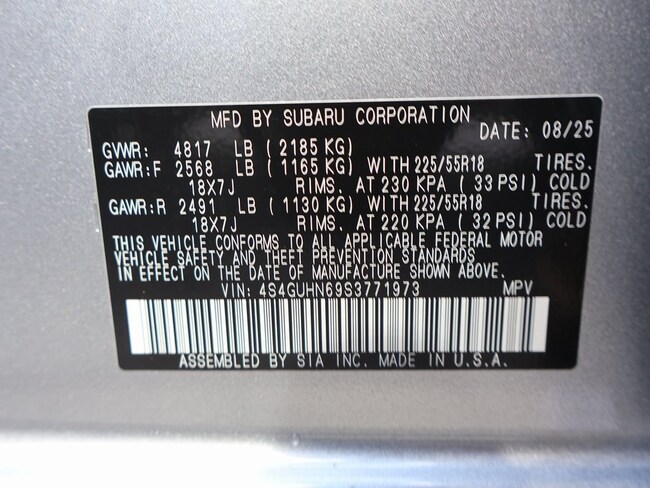 MFD BY SUBARU CORPORATION
DATE: 08/25
GVWR: 4817 LB (2185 KG)
GAWR:F 2568 LB (1165 KG) WITH 225/55R18 TIRES.
18X7J RIMS. AT 230 KPA (33 PSI) COLD
GAWR:R 2491 LB (1130 KG) WITH 225/55R18 TIRES.
18X7J RIMS. AT 220 KPA (32 PSI) COLD
THIS VEHICLE CONFORMS TO ALL APPLICABLE FEDERAL MOTOR
VEHICLE SAFETY AND THEFT PREVENTION STANDARDS
IN EFFECT ON THE DATE OF MANUFACTURE SHOWN ABOVE.
VIN: 4S4GUHN69S3771973 MPV
ASSEMBLED BY SIA INC. MADE IN U.S.A.